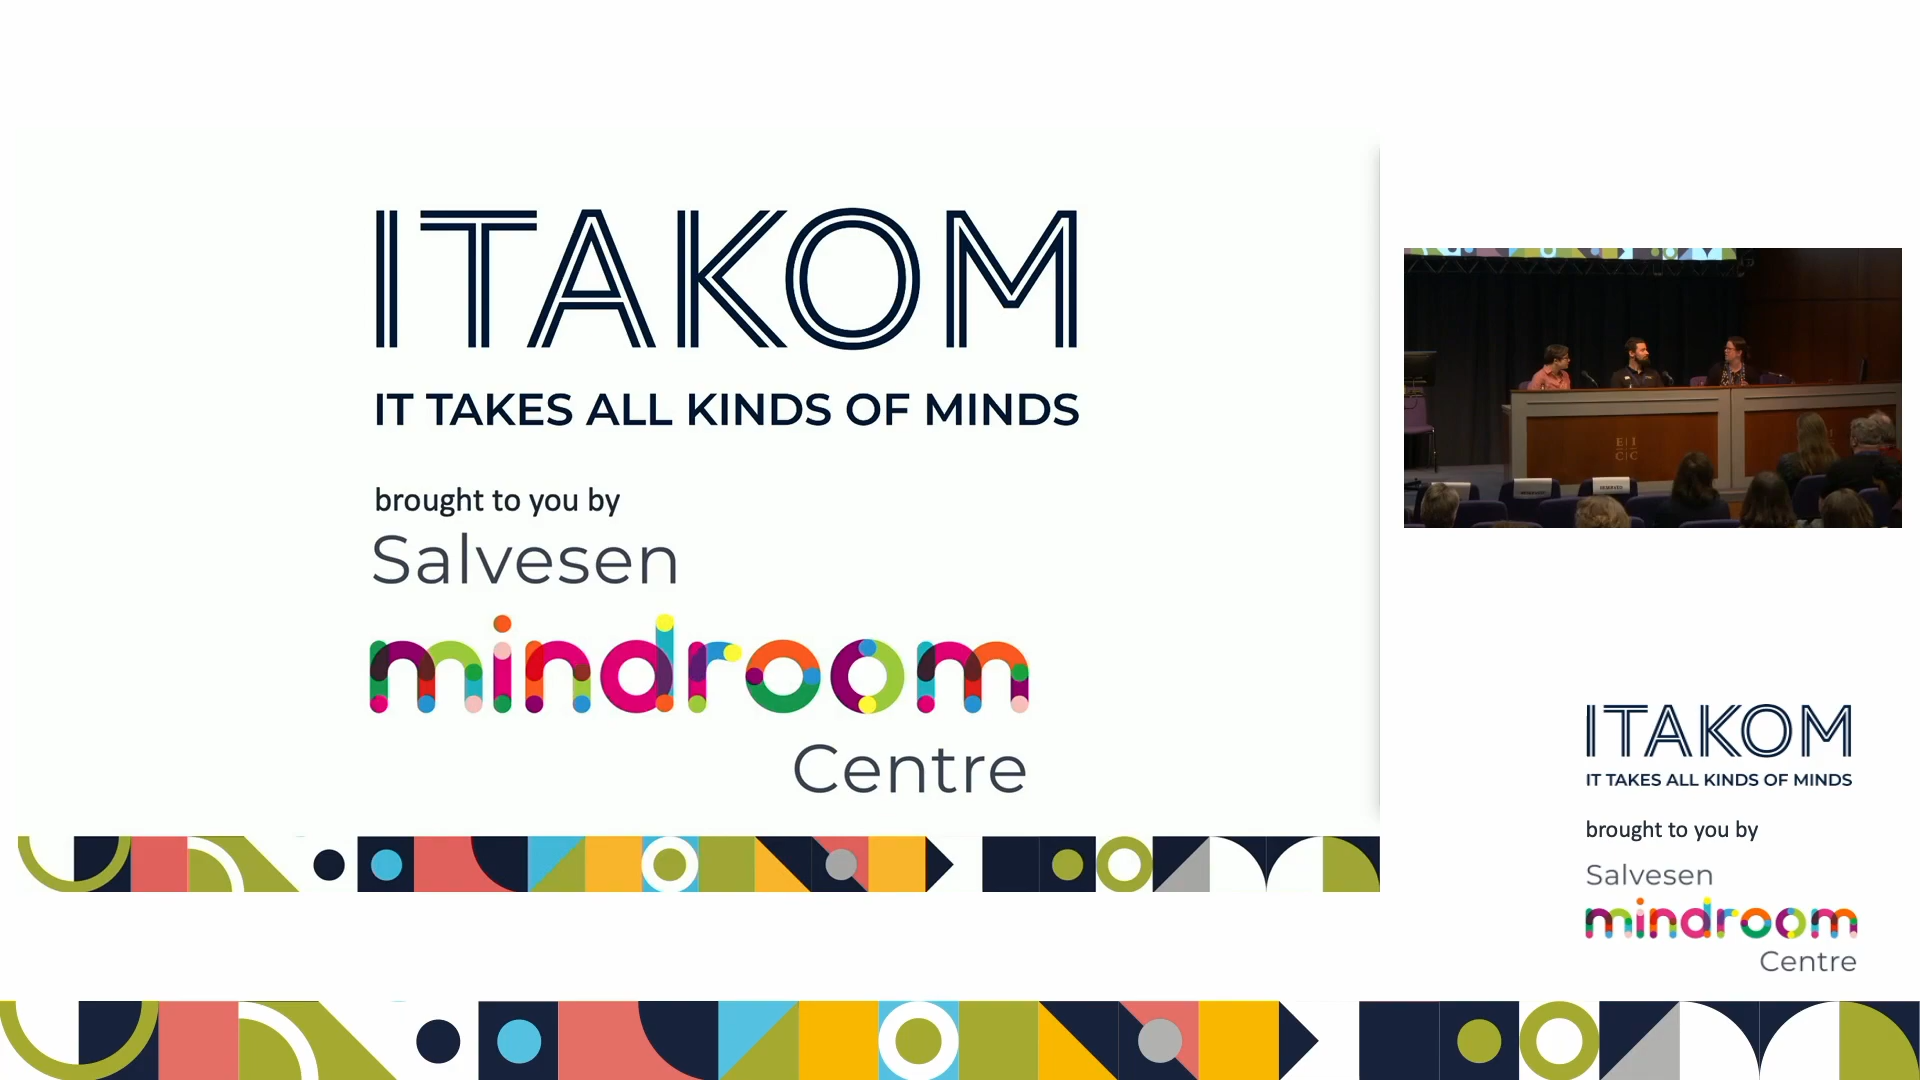 ITAKOM
IT TAKES ALL KINDS OF MINDS
brought to you by
Salvesen
mindroom
Centre
E I
C C
RESERVED
ITAKOM
IT TAKES ALL KINDS OF MINDS
brought to you by
Salvesen
mindroom
Centre